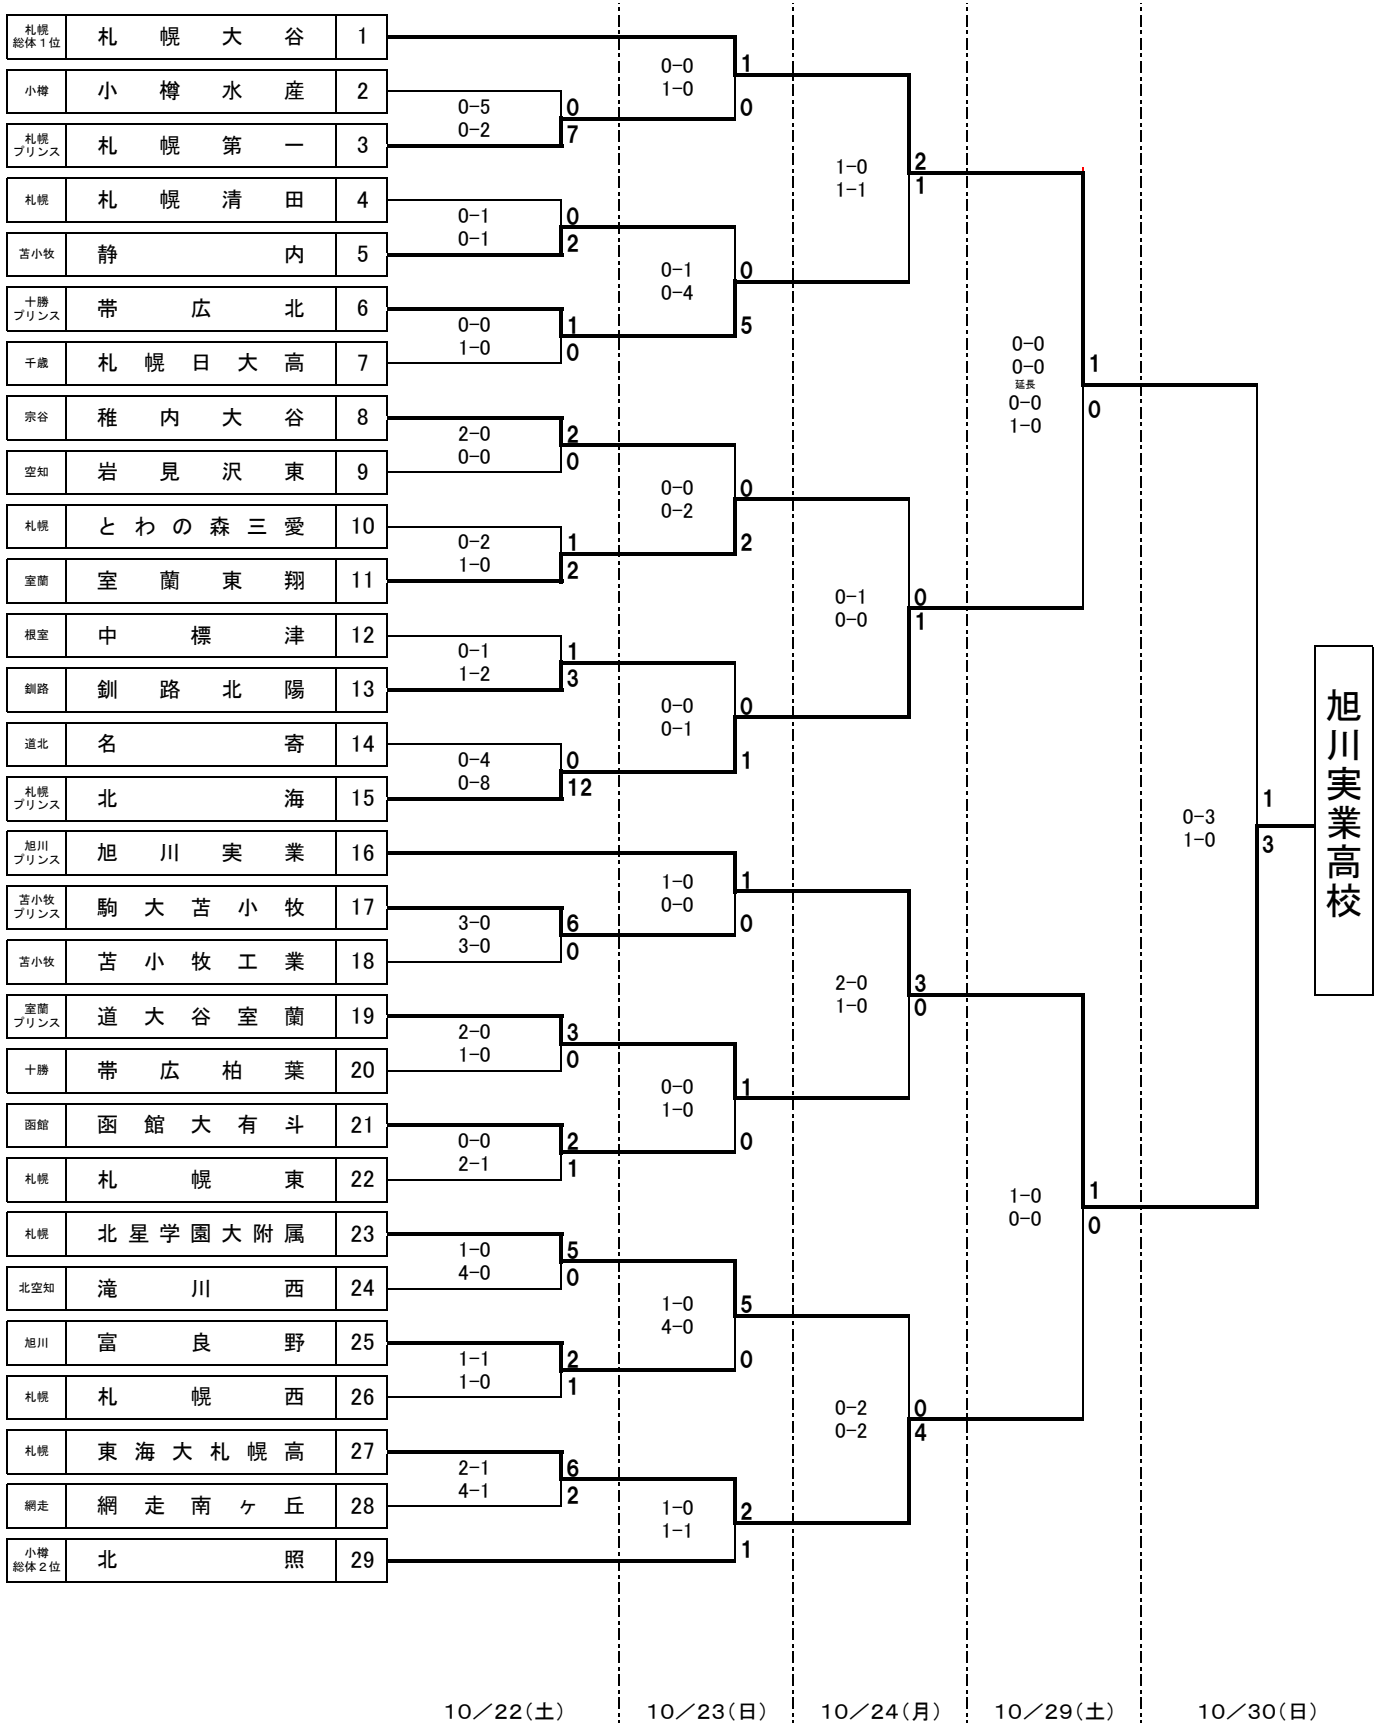 札幌
総体１位 札幌大谷 1
小樽 小樽水産 2
札幌
プリンス 札幌第一 3
札幌 札幌清田 4
苫小牧 静内 5
十勝
プリンス 帯広北 6
千歳 札幌日大高 7
宗谷 稚内大谷 8
空知 岩見沢東 9
札幌 とわの森三愛 10
室蘭 室蘭東翔 11
根室 中標津 12
釧路 釧路北陽 13
道北 名寄 14
札幌
プリンス 北海 15
旭川
プリンス 旭川実業 16
苫小牧
プリンス 駒大苫小牧 17
苫小牧 苫小牧工業 18
室蘭
プリンス 道大谷室蘭 19
十勝 帯広柏葉 20
函館 函館大有斗 21
札幌 札幌東 22
札幌 北星学園大附属 23
北空知 滝川西 24
旭川 富良野 25
札幌 札幌西 26
札幌 東海大札幌高 27
網走 網走南ヶ丘 28
小樽
総体２位 北照 29
0−5 0
0−2 7
0−1 0
0−1 2
0−0 1
1−0 0
2−0 2
0−0 0
0−2 1
1−0 2
0−1 1
1−2 3
0−4 0
0−8 12
3−0 6
3−0 0
2−0 3
1−0 0
0−0 2
2−1 1
1−0 5
4−0 0
1−1 2
1−0 1
2−1 6
4−1 2
0−0 1
1−0 0
0−1 0
0−4 5
0−0 0
0−2 2
0−0 0
0−1 1
1−0 1
0−0 0
0−0 1
1−0 0
1−0 5
4−0 0
1−0 2
1−1 1
1−0 2
1−1 1
0−1 0
0−0 1
2−0 3
1−0 0
0−2 0
0−2 4
0−0
0−0 1
延長
0−0 0
1−0
1−0 1
0−0 0
0−3 1
1−0 3
旭川実業高校
10／22（土） 10／23（日） 10／24（月） 10／29（土） 10／30（日）